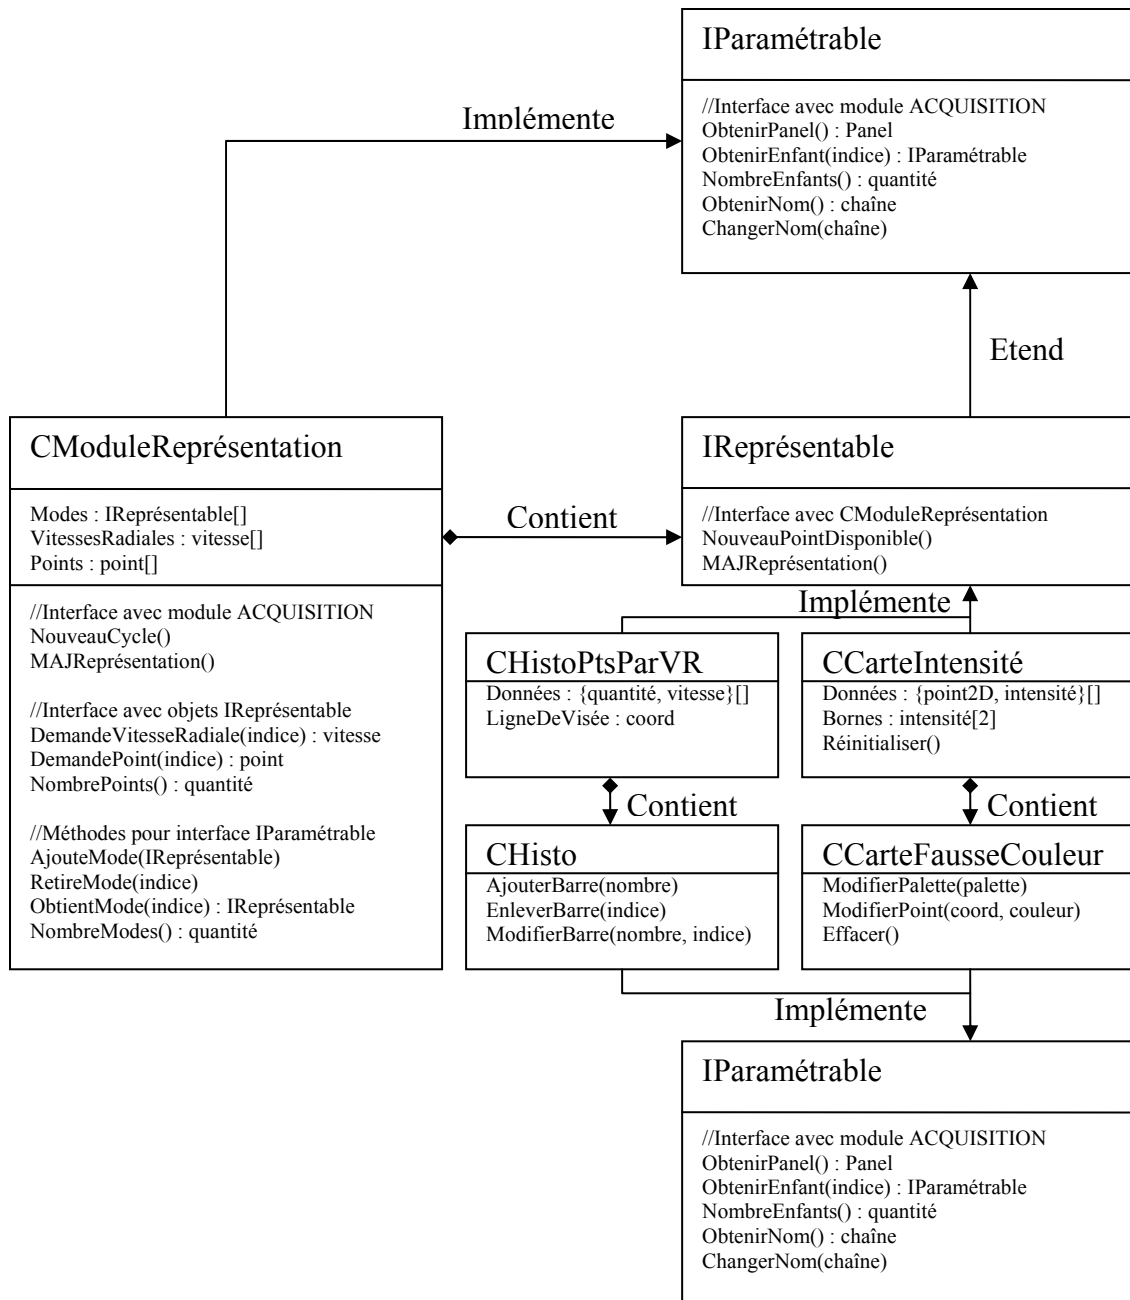 IParamétrable
//Interface avec module ACQUISITION
ObtenirPanel() : Panel
ObtenirEnfant(indice) : IParamétrable
NombreEnfants() : quantité
ObtenirNom() : chaîne
ChangerNom(chaîne)
Implémente
Etend
CModuleReprésentation
Modes : IReprésentable[]
VitessesRadiales : vitesse[]
Points : point[]
//Interface avec module ACQUISITION
NouveauCycle()
MAJReprésentation()
//Interface avec objets IReprésentable
DemandeVitesseRadiale(indice) : vitesse
DemandePoint(indice) : point
NombrePoints() : quantité
//Méthodes pour interface IParamétrable
AjouteMode(IReprésentable)
RetireMode(indice)
ObtientMode(indice) : IReprésentable
NombreModes() : quantité
Contient
IReprésentable
//Interface avec CModuleReprésentation
NouveauPointDisponible()
MAJReprésentation()
Implémente
CHistoPtsParVR
Données : {quantité, vitesse}[]
LigneDeVisée : coord
CCarteIntensité
Données : {point2D, intensité}[]
Bornes : intensité[2]
Réinitialiser()
Contient
Contient
CHisto
AjouterBarre(nombre)
EnleverBarre(indice)
ModifierBarre(nombre, indice)
CCarteFausseCouleur
ModifierPalette(palette)
ModifierPoint(coord, couleur)
Effacer()
Implémente
IParamétrable
//Interface avec module ACQUISITION
ObtenirPanel() : Panel
ObtenirEnfant(indice) : IParamétrable
NombreEnfants() : quantité
ObtenirNom() : chaîne
ChangerNom(chaîne)